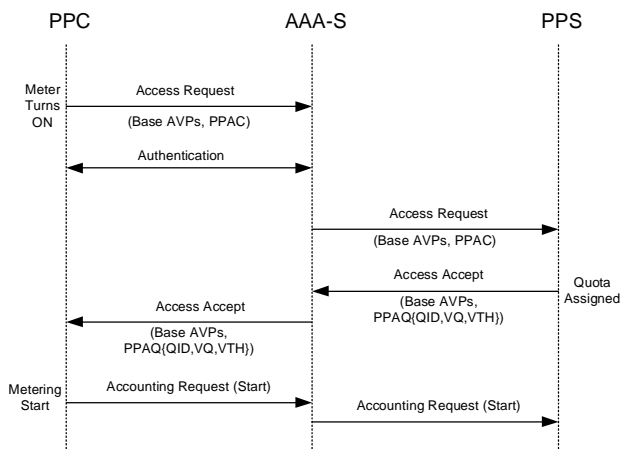 PPC
AAA-S
PPS
Meter
Turns
ON
Access Request
(Base AVPs, PPAC)
Authentication
Access Request
(Base AVPs, PPAC)
Access Accept
(Base AVPs,
PPAQ{QID,VQ,VTH})
Quota
Assigned
Access Accept
(Base AVPs,
PPAQ{QID,VQ,VTH})
Metering
Start
Accounting Request (Start)
Accounting Request (Start)